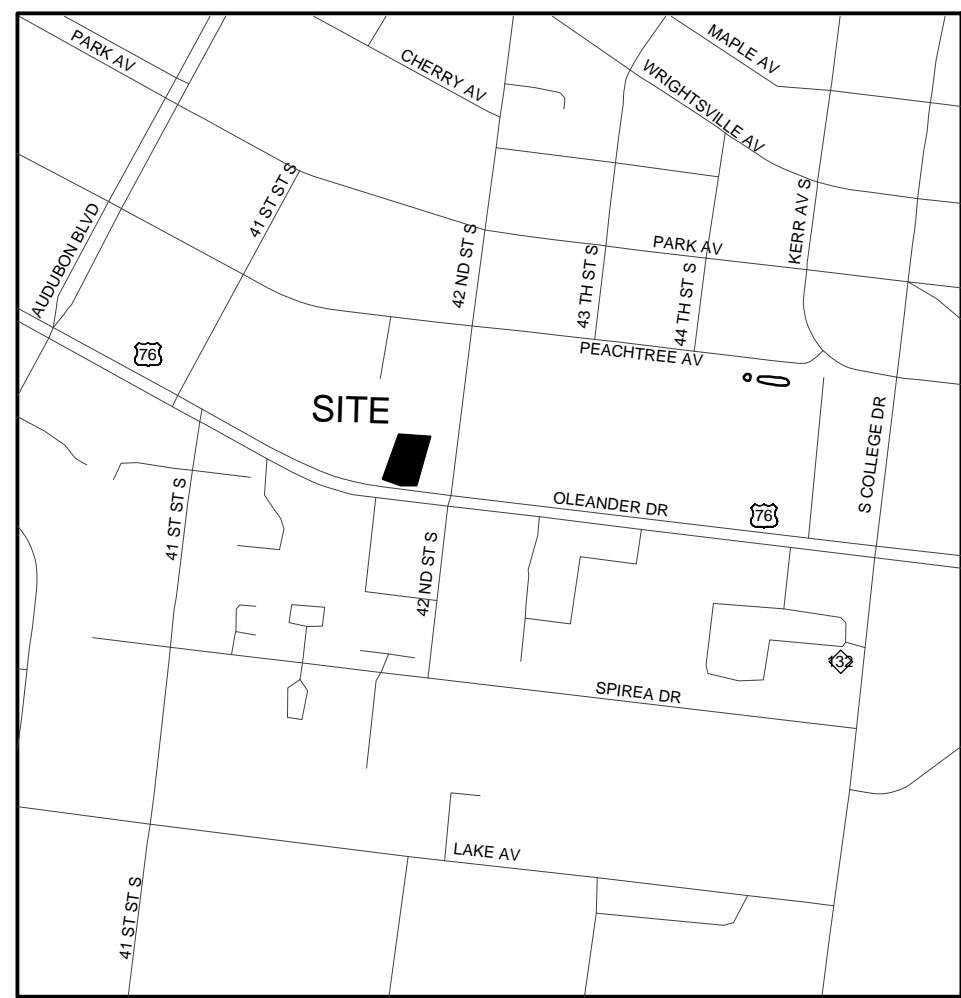 PARK AV
CHERRY AV
MAPLE AV
WRIGHTSVILLE AV
41 ST ST S
AUDUBON BLVD
42 ND ST S
KERR AV S
PARK AV
43 TH ST S
44 TH ST S
76
PEACHTREE AV
SITE
S COLLEGE DR
OLEANDER DR
76
41 ST ST S
42 ND ST S
132
SPIREA DR
LAKE AV
41 ST ST S